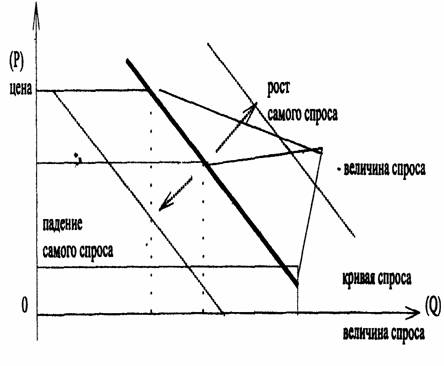 (P)
цена
рост
самого спроса
- величина спроса
падение
самого спроса
кривая спроса
0
(Q)
величина спроса